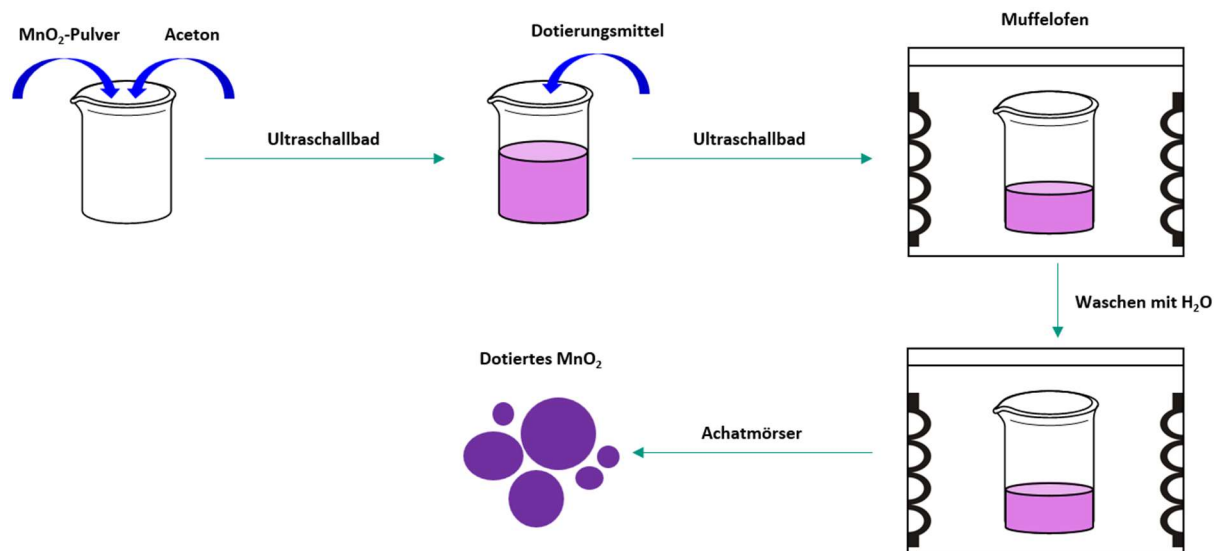 MnO₂-Pulver
Aceton
Ultraschallbad
Dotierungsmittel
Ultraschallbad
Muffelofen
Waschen mit H₂O
Achatmörser
Dotiertes MnO₂